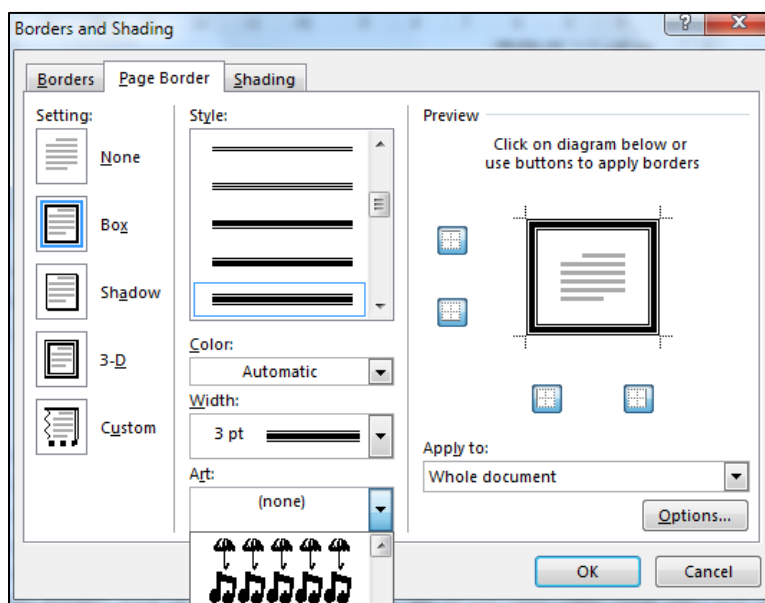 Borders and Shading
?
X
Borders
Page Border
Shading
Setting:
None
Box
Shadow
3-D
Custom
Style:
Color:
Automatic
Width:
3 pt
Art:
(none)
Preview
Click on diagram below or
use buttons to apply borders
Apply to:
Whole document
Options...
OK
Cancel